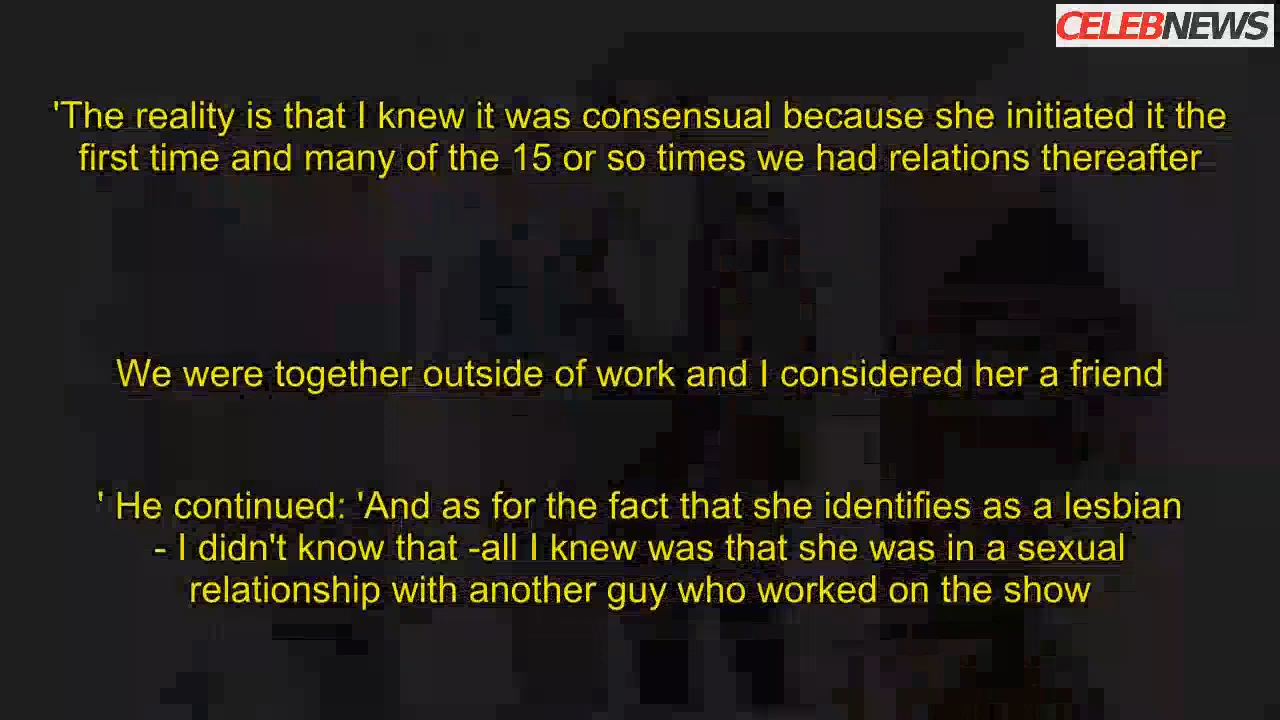 CELEBNEWS
'The reality is that I knew it was consensual because she initiated it the
first time and many of the 15 or so times we had relations thereafter
We were together outside of work and I considered her a friend
' He continued: 'And as for the fact that she identifies as a lesbian
- I didn't know that -all I knew was that she was in a sexual
relationship with another guy who worked on the show